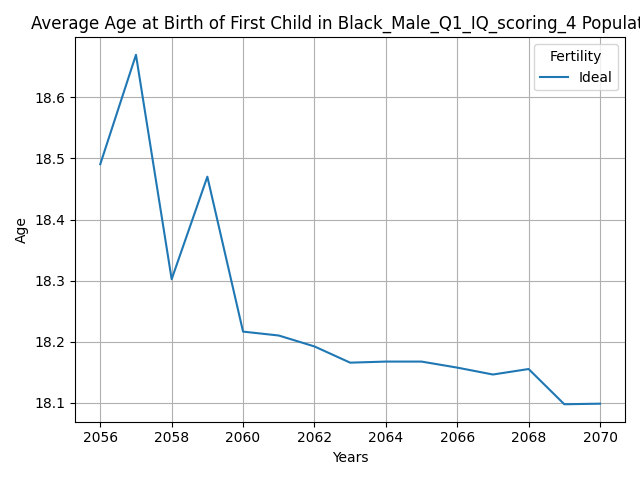 Average Age at Birth of First Child in Black_Male_Q1_IQ_scoring_4 Populat
Fertility
Ideal
18.6
18.5
18.4
18.3
18.2
18.1
Age
2056 2058 2060 2062 2064 2066 2068 2070
Years